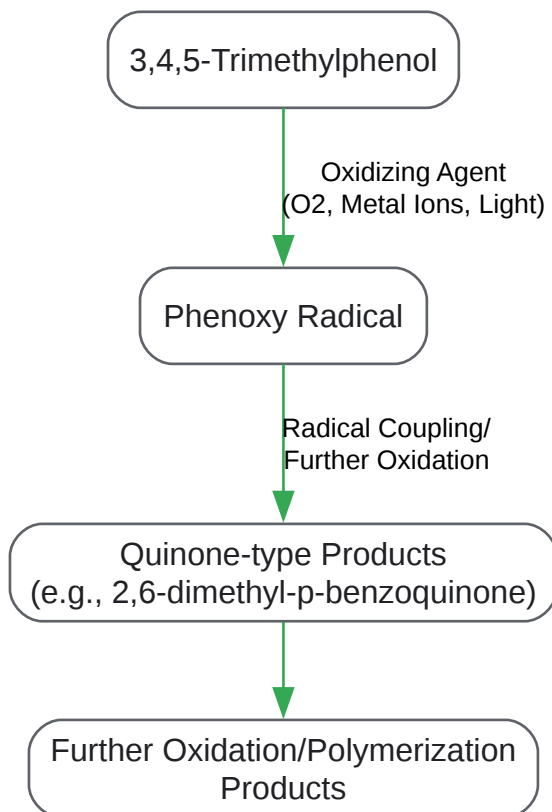 3,4,5-Trimethylphenol
Oxidizing Agent
(O2, Metal Ions, Light)
Phenoxy Radical
Radical Coupling/
Further Oxidation
Quinone-type Products
(e.g., 2,6-dimethyl-p-benzoquinone)
Further Oxidation/Polymerization
Products